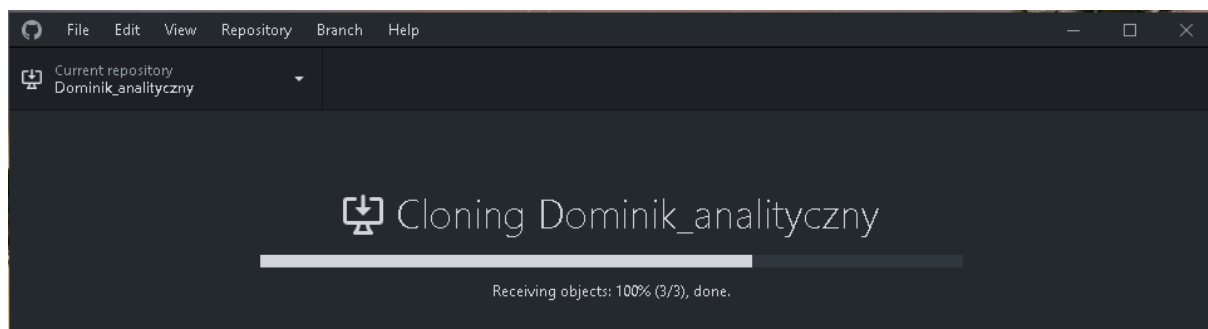 File Edit View Repository Branch Help
Current repository
Dominik_analityczny
Cloning Dominik_analityczny
Receiving objects: 100% (3/3), done.